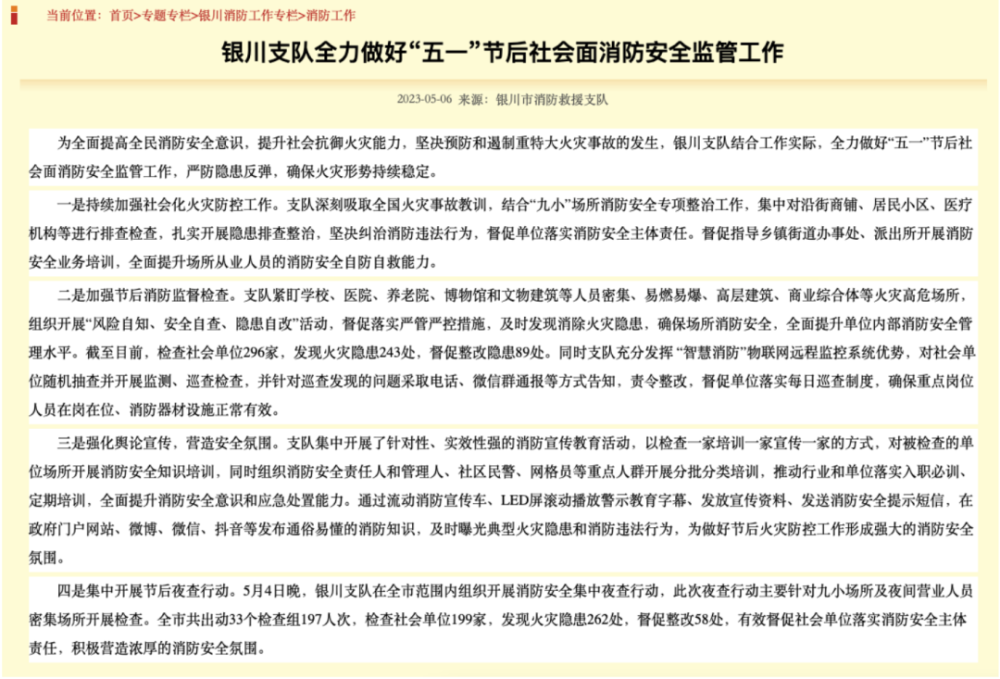 当前位置：首页>专题专栏>银川消防工作专栏>消防工作
银川支队全力做好“五一”节后社会面消防安全监管工作
2023-05-06 来源：银川市消防救援支队
为全面提高全民消防安全意识，提升社会抗御火灾能力，坚决预防和遏制重特大火灾事故的发生，银川支队结合工作实际，全力做好“五一”节后社
会面消防安全监管工作，严防隐患反弹，确保火灾形势持续稳定。
一是持续加强社会化火灾防控工作。支队深刻吸取全国火灾事故教训，结合“九小”场所消防安全专项整治工作，集中对沿街商铺、居民小区、医疗
机构等进行排查检查，扎实开展隐患排查整治，坚决纠治消防违法行为，督促单位落实消防安全主体责任。督促指导乡镇街道办事处、派出所开展消防
安全业务培训，全面提升场所从业人员的消防安全自防自救能力。
二是加强节后消防监督检查。支队紧盯学校、医院、养老院、博物馆和文物建筑等人员密集、易燃易爆、高层建筑、商业综合体等火灾高危场所，
组织开展“风险自知、安全自查、隐患自改”活动，督促落实严管严控措施，及时发现消除火灾隐患，确保场所消防安全，全面提升单位内部消防安全管
理水平。截至目前，检查社会单位296家，发现火灾隐患243处，督促整改隐患89处。同时支队充分发挥 “智慧消防”物联网远程监控系统优势，对社会单
位随机抽查并开展监测、巡查检查，并针对巡查发现的问题采取电话、微信群通报等方式告知，责令整改，督促单位落实每日巡查制度，确保重点岗位
人员在岗在位、消防器材设施正常有效。
三是强化舆论宣传，营造安全氛围。支队集中开展了针对性、实效性强的消防宣传教育活动，以检查一家培训一家宣传一家的方式，对被检查的单
位场所开展消防安全知识培训，同时组织消防安全责任人和管理人、社区民警、网格员等重点人群开展分批分类培训，推动行业和单位落实入职必训、
定期培训，全面提升消防安全意识和应急处置能力。通过流动消防宣传车、LED屏滚动播放警示教育字幕、发放宣传资料、发送消防安全提示短信，在
政府门户网站、微博、微信、抖音等发布通俗易懂的消防知识，及时曝光典型火灾隐患和消防违法行为，为做好节后火灾防控工作形成强大的消防安全
氛围。
四是集中开展节后夜查行动。5月4日晚，银川支队在全市范围内组织开展消防安全集中夜查行动，此次夜查行动主要针对九小场所及夜间营业人员
密集场所开展检查。全市共出动33个检查组197人次，检查社会单位199家，发现火灾隐患262处，督促整改58处，有效督促社会单位落实消防安全主体
责任，积极营造浓厚的消防安全氛围。